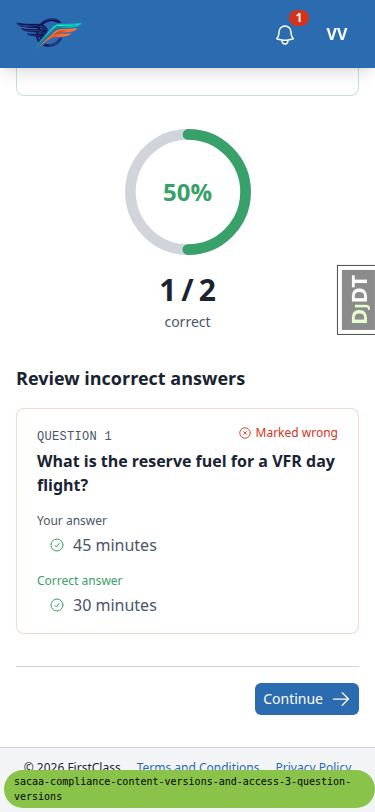 1
VV
50%
1 / 2
correct
DjDT
Review incorrect answers
QUESTION 1
Marked wrong
What is the reserve fuel for a VFR day
flight?
Your answer
45 minutes
Correct answer
30 minutes
Continue
© 2026 FirstClass Terms and Conditions Privacy Policy
sacaa-compliance-content-versions-and-access-3-question-
versions